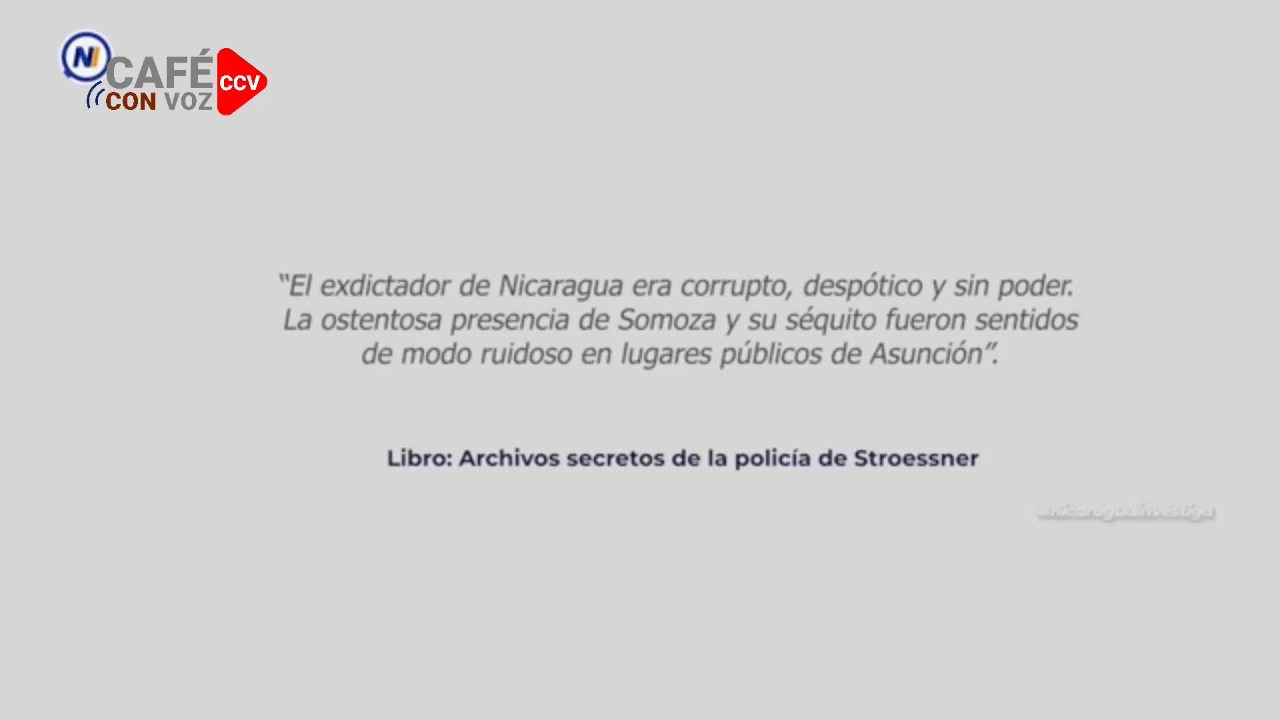 NI
CAFÉ
CON VOZ
CCV
“El exdictador de Nicaragua era corrupto, despótico y sin poder.
La ostentosa presencia de Somoza y su séquito fueron sentidos
de modo ruidoso en lugares públicos de Asunción”.
Libro: Archivos secretos de la policía de Stroessner
@nicaraguainvestiga